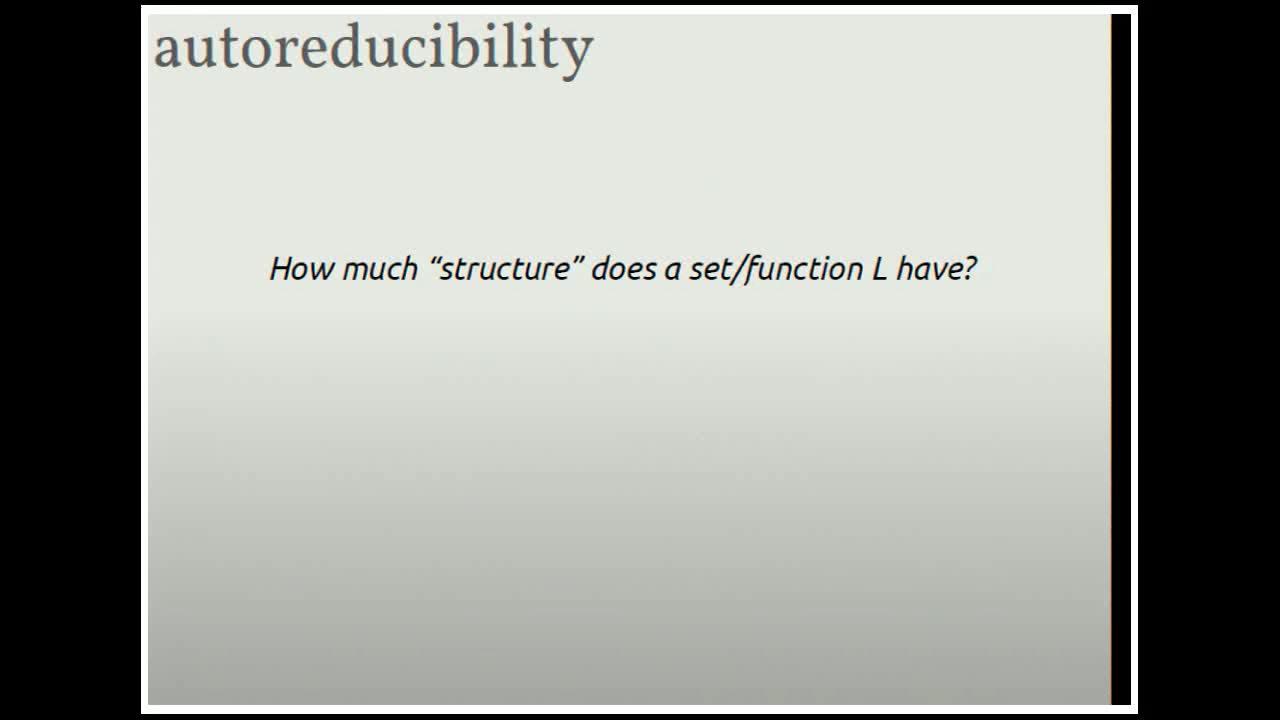 autoreducibility
How much “structure” does a set/function L have?